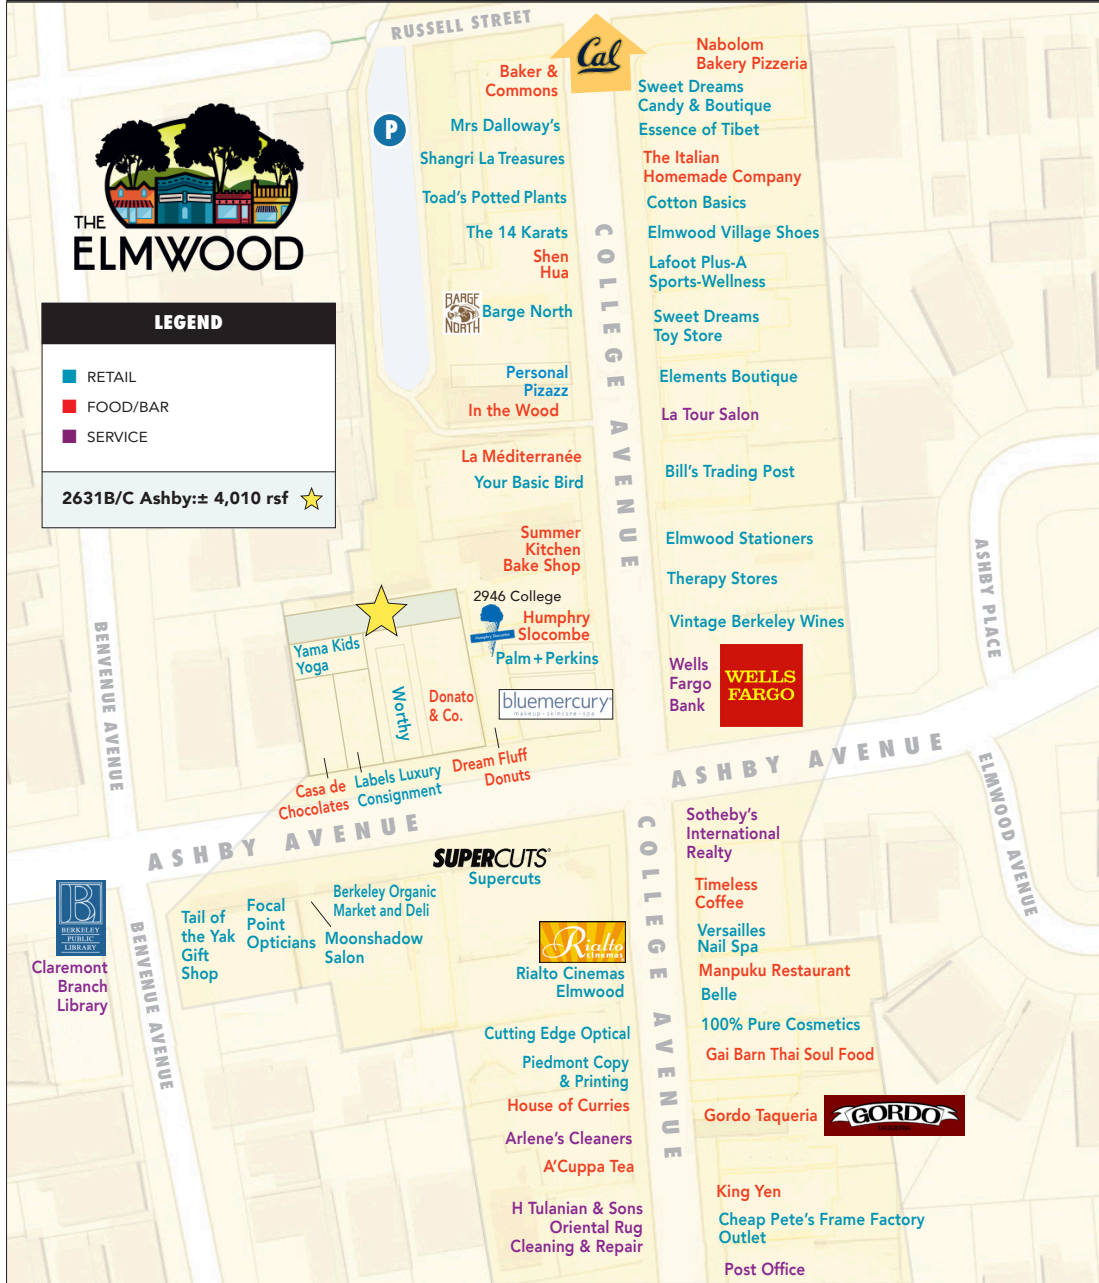 RUSSELL STREET
Cal
P
THE
ELMWOOD
LEGEND
RETAIL
FOOD/BAR
SERVICE
2631B/C Ashby:± 4,010 rsf
Baker &
Commons
Mrs Dalloway's
Shangri La Treasures
Toad's Potted Plants
The 14 Karats
Shen
Hua
BARGE
NORTH
Barge North
Personal
Pizazz
In the Wood
La Méditerranée
Your Basic Bird
Summer
Kitchen
Bake Shop
2946 College
Humphry Slocombe
Humphry
Slocombe
Palm + Perkins
bluemercury
makeup • skincare • spa
Nabolom
Bakery Pizzeria
Sweet Dreams
Candy & Boutique
Essence of Tibet
The Italian
Homemade Company
Cotton Basics
Elmwood Village Shoes
Lafoot Plus-A
Sports-Wellness
Sweet Dreams
Toy Store
Elements Boutique
La Tour Salon
Bill's Trading Post
Elmwood Stationers
Therapy Stores
Vintage Berkeley Wines
Wells
Fargo
Bank
WELLS
FARGO
COLLEGE AVENUE
ASHBY PLACE
BENVENUE AVENUE
Yama Kids
Yoga
Worthy
Donato
& Co.
Casa de
Chocolates
Labels Luxury
Consignment
Dream Fluff
Donuts
ASHBY AVENUE
ASHBY AVENUE
ELMWOOD AVENUE
COLLEGE AVENUE
BENVENUE AVENUE
B
BERKELEY
PUBLIC
LIBRARY
Claremont
Branch
Library
Tail of
the Yak
Gift
Shop
Focal
Point
Opticians
Berkeley Organic
Market and Deli
Moonshadow
Salon
SUPERCUTS®
Supercuts
Rialto
cinemas
Rialto Cinemas
Elmwood
Cutting Edge Optical
Piedmont Copy
& Printing
House of Curries
Arlene's Cleaners
A'Cuppa Tea
H Tulanian & Sons
Oriental Rug
Cleaning & Repair
Sotheby's
International
Realty
Timeless
Coffee
Versailles
Nail Spa
Manpuku Restaurant
Belle
100% Pure Cosmetics
Gai Barn Thai Soul Food
Gordo Taqueria
GORDO
TAQUERIA
King Yen
Cheap Pete's Frame Factory
Outlet
Post Office